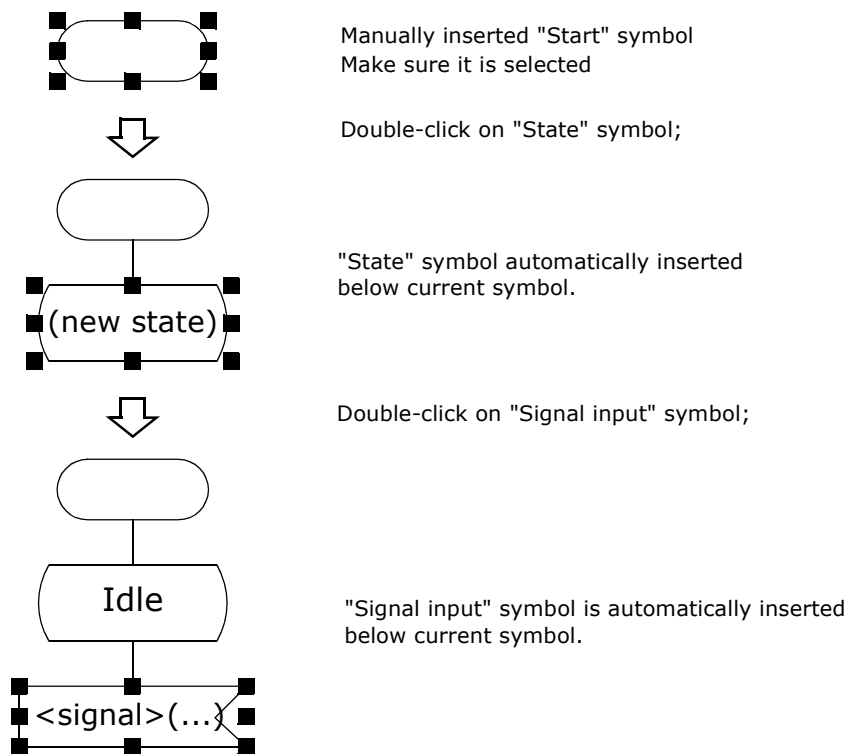 Manually inserted "Start" symbol
Make sure it is selected
Double-click on "State" symbol;
"State" symbol automatically inserted
below current symbol.
(new state)
Double-click on "Signal input" symbol;
Idle
"Signal input" symbol is automatically inserted
below current symbol.
<signal>(...)